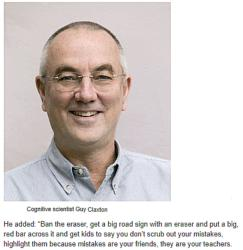 Cognitive scientist Guy Claxton
He added: "Ban the eraser, get a big road sign with an eraser and put a big,
red bar across it and get kids to say you don't scrub out your mistakes,
highlight them because mistakes are your friends, they are your teachers.